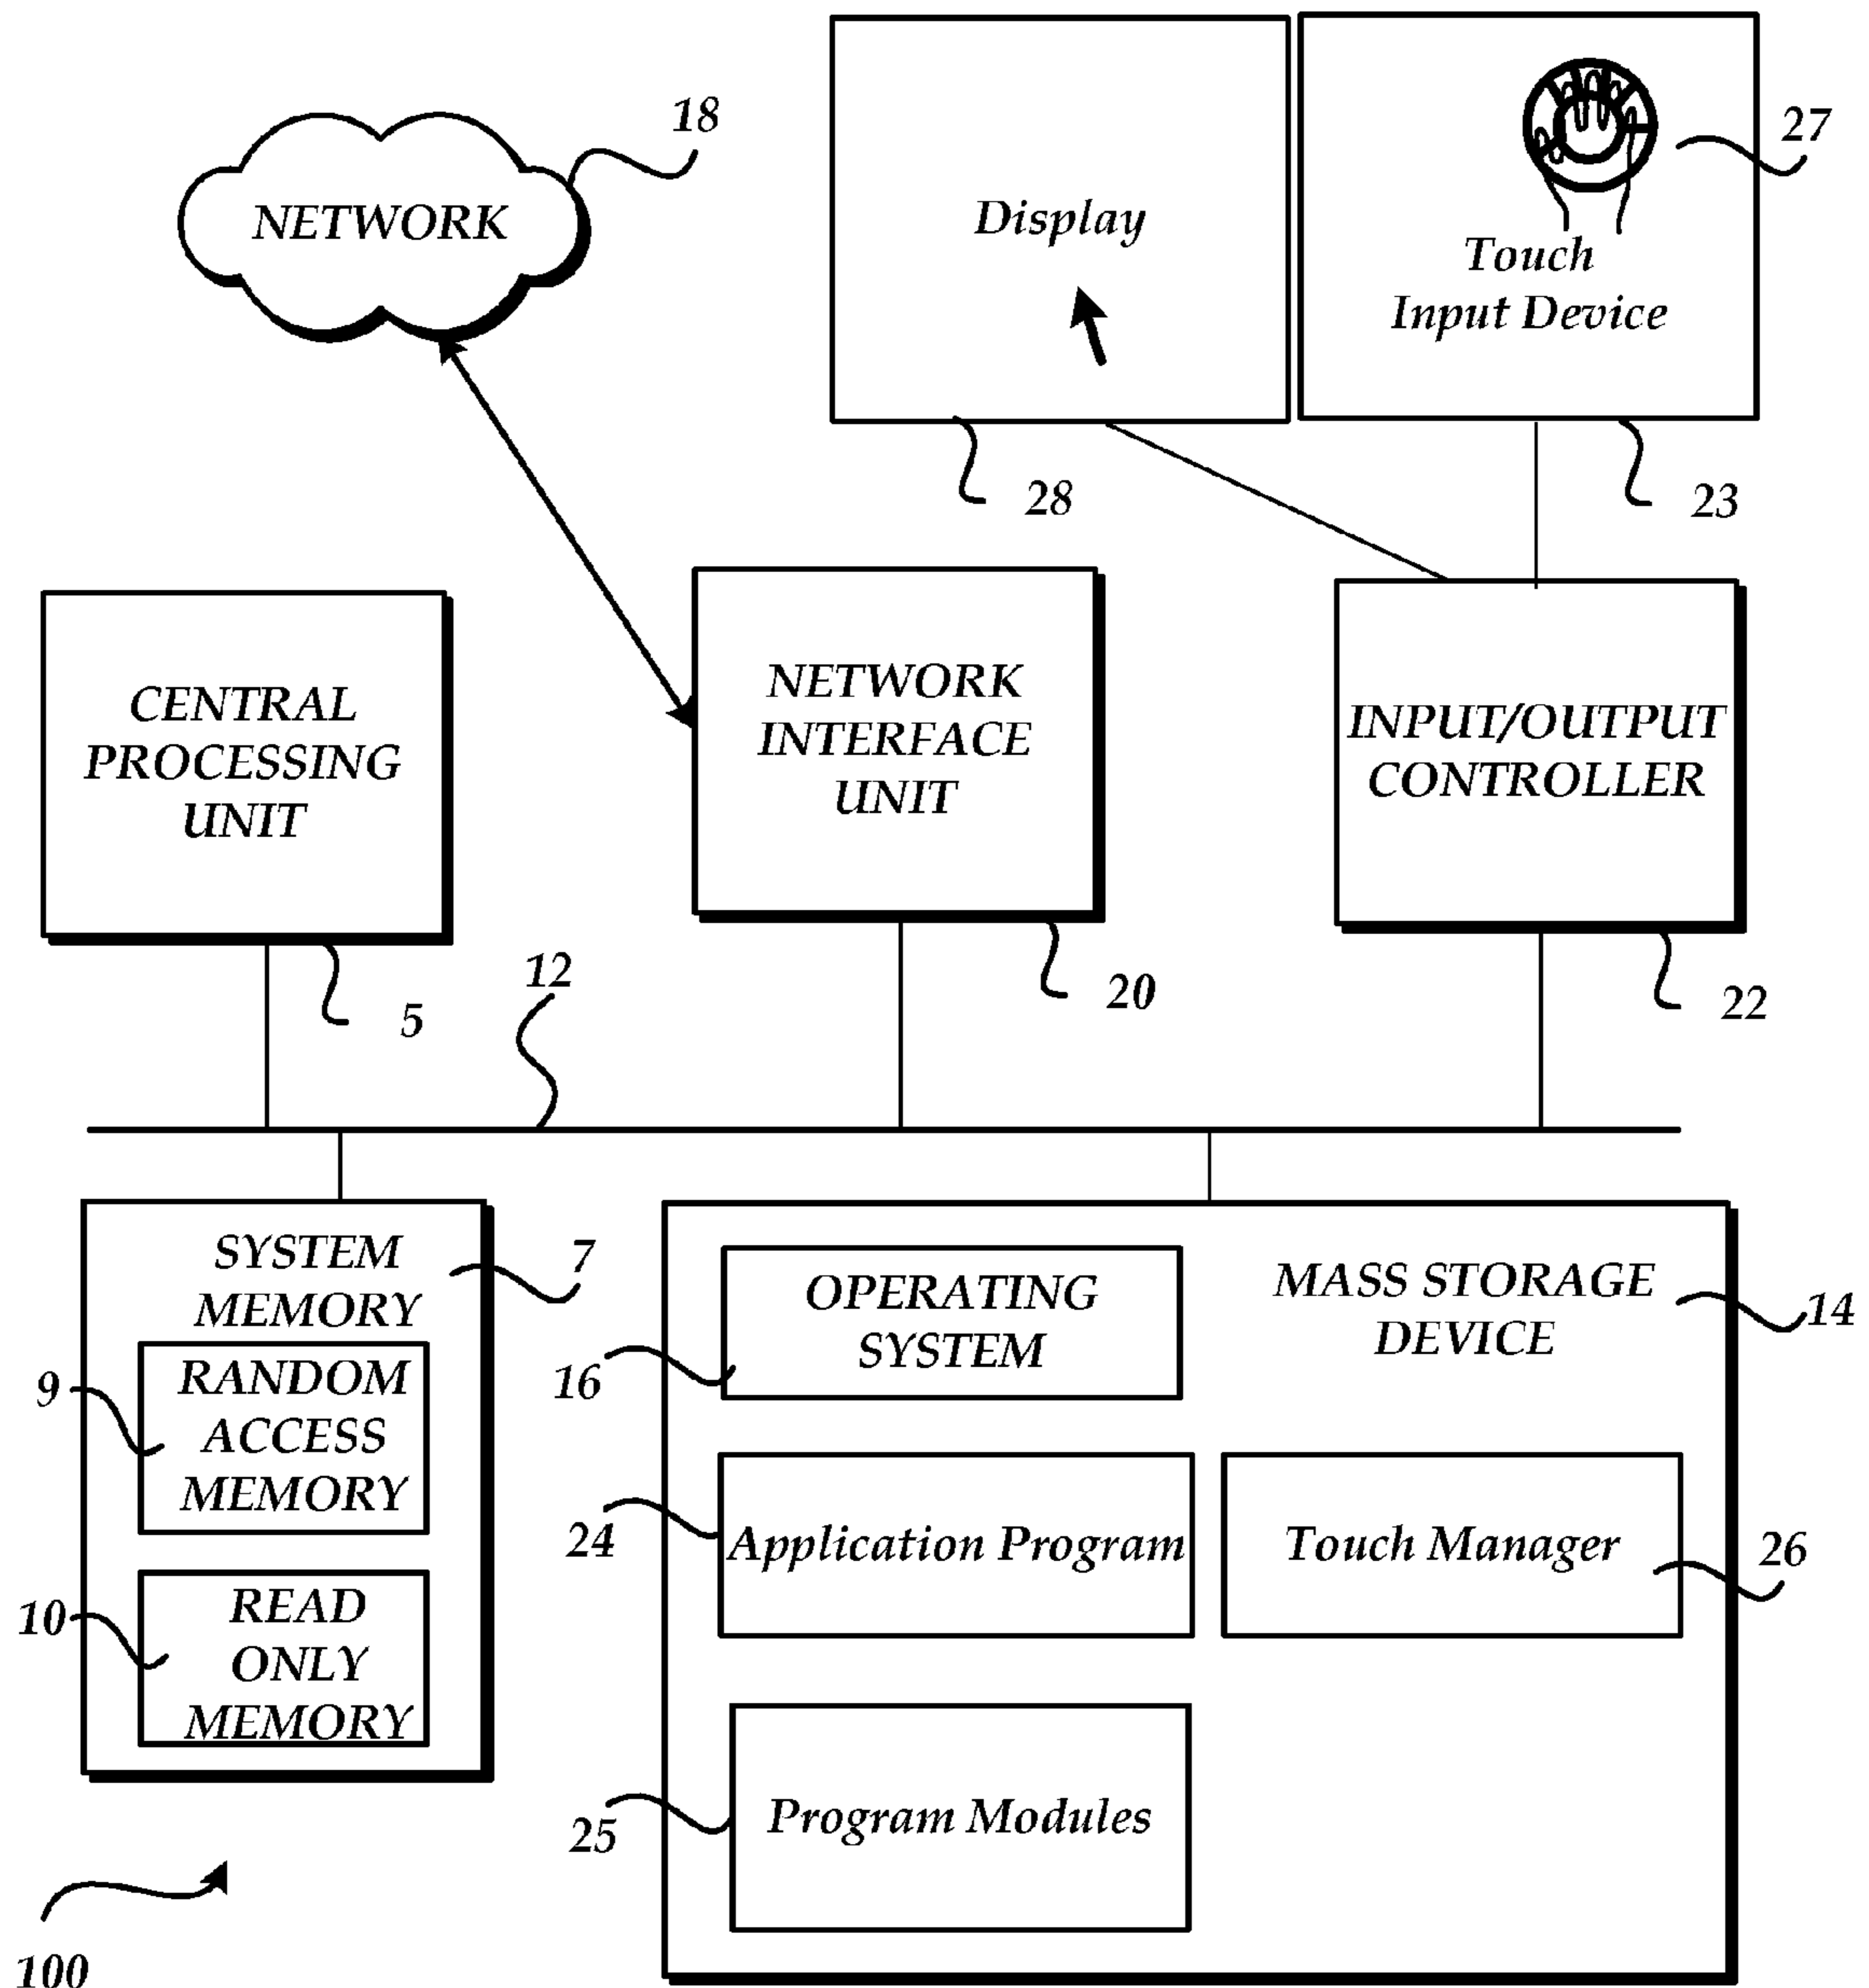 18
NETWORK
Display
27
Touch
Input Device
28
23
CENTRAL
PROCESSING
UNIT
NETWORK
INTERFACE
UNIT
INPUT/OUTPUT
CONTROLLER
5
12
20
22
SYSTEM
MEMORY
7
RANDOM
ACCESS
MEMORY
9
READ
ONLY
MEMORY
10
OPERATING
SYSTEM
16
MASS STORAGE
DEVICE
14
24
Application Program
Touch Manager
26
25
Program Modules
100